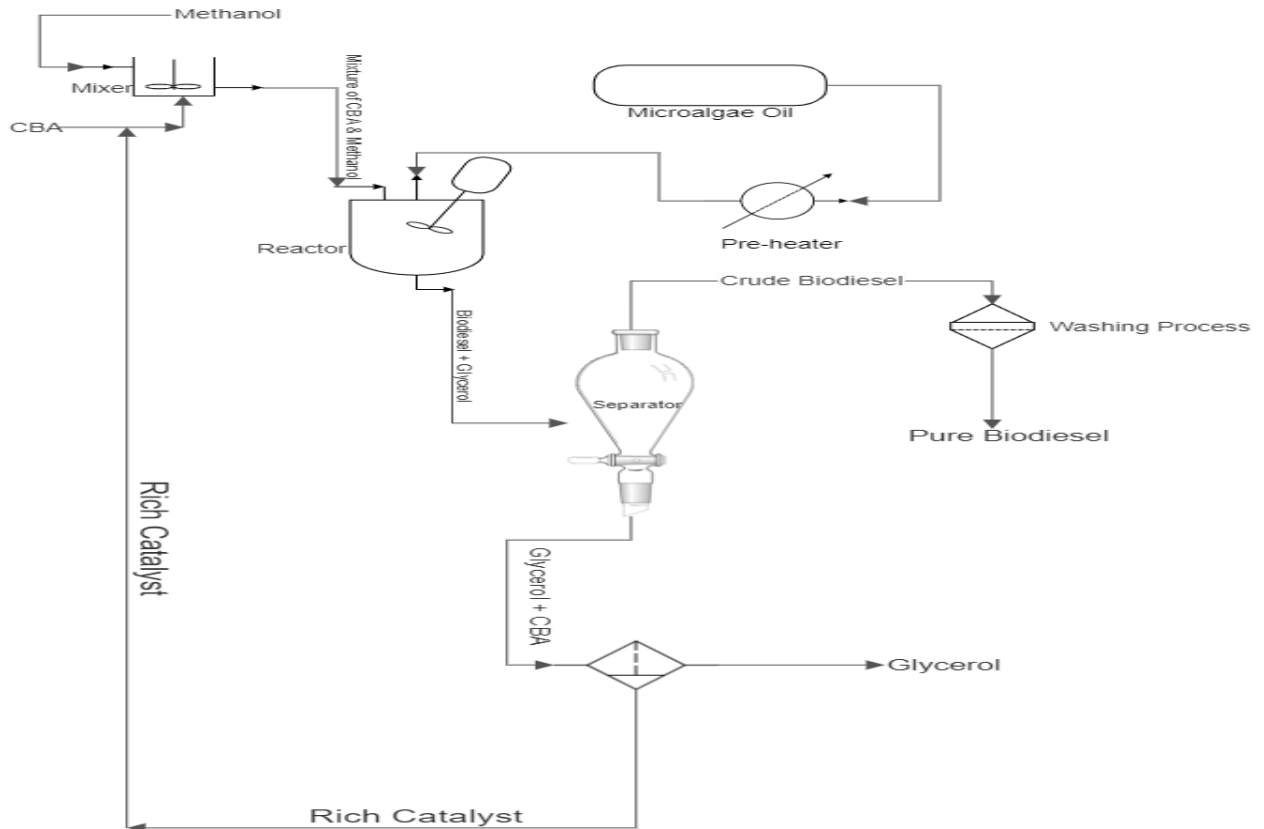 Methanol
Mixer
CBA
Mixture of CBA & Methanol
Microalgae Oil
Pre-heater
Reactor
Biodiesel + Glycerol
Crude Biodiesel
Washing Process
Separator
Pure Biodiesel
Rich Catalyst
Glycerol + CBA
Glycerol
Rich Catalyst